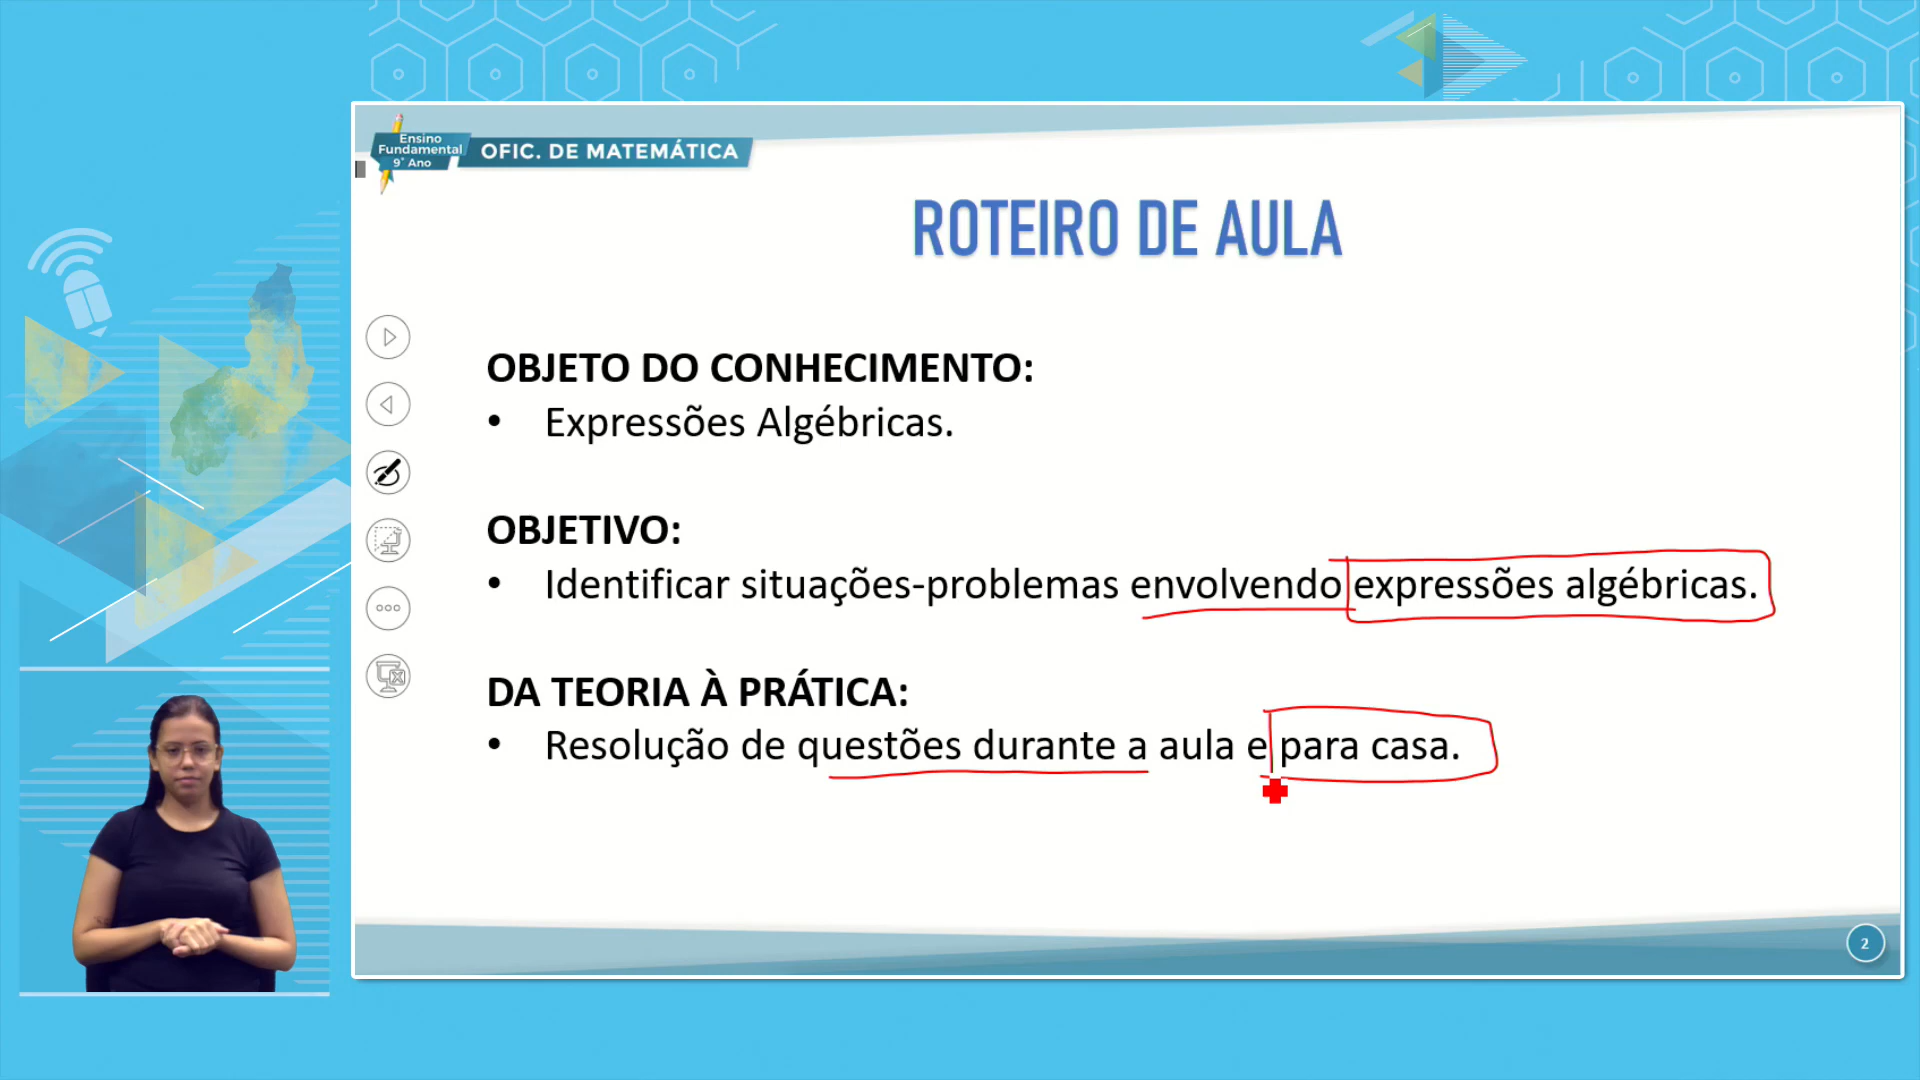 Ensino
Fundamental
9° Ano
OFIC. DE MATEMÁTICA
ROTEIRO DE AULA
OBJETO DO CONHECIMENTO:
• Expressões Algébricas.
OBJETIVO:
• Identificar situações-problemas envolvendo expressões algébricas.
DA TEORIA À PRÁTICA:
• Resolução de questões durante a aula e para casa.
2